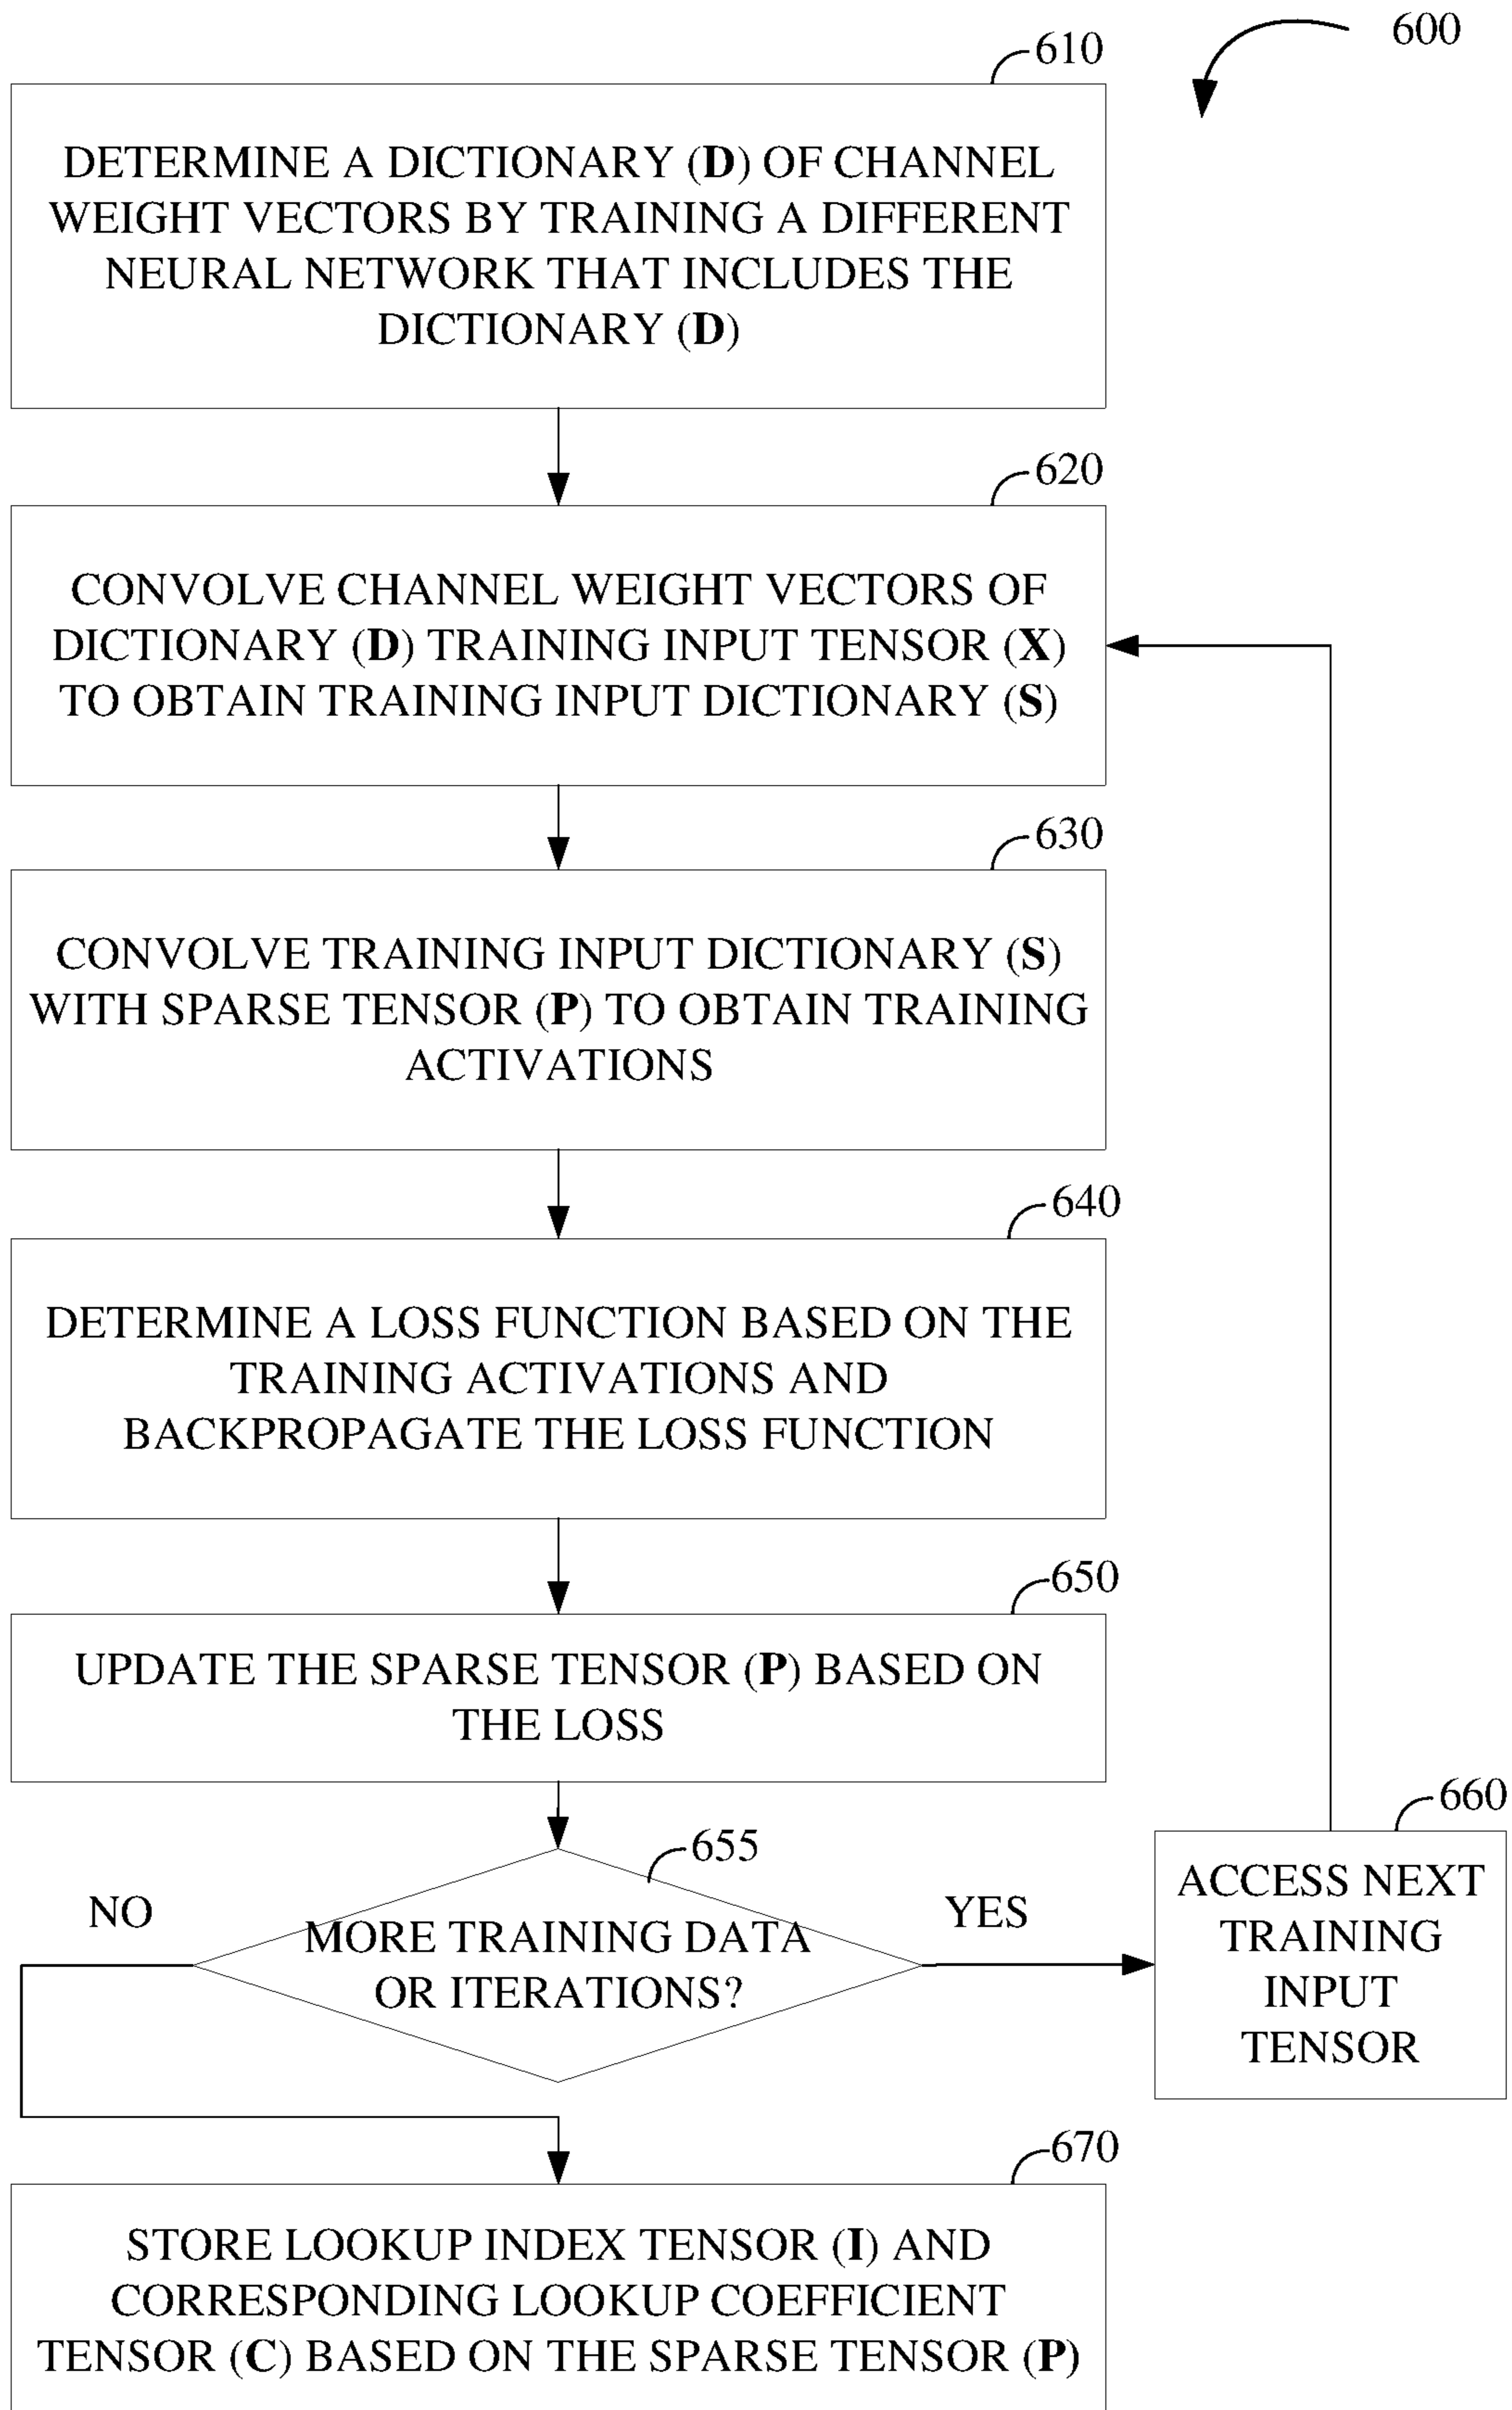 600
610
DETERMINE A DICTIONARY (D) OF CHANNEL
WEIGHT VECTORS BY TRAINING A DIFFERENT
NEURAL NETWORK THAT INCLUDES THE
DICTIONARY (D)
620
CONVOLVE CHANNEL WEIGHT VECTORS OF
DICTIONARY (D) TRAINING INPUT TENSOR (X)
TO OBTAIN TRAINING INPUT DICTIONARY (S)
630
CONVOLVE TRAINING INPUT DICTIONARY (S)
WITH SPARSE TENSOR (P) TO OBTAIN TRAINING
ACTIVATIONS
640
DETERMINE A LOSS FUNCTION BASED ON THE
TRAINING ACTIVATIONS AND
BACKPROPAGATE THE LOSS FUNCTION
650
UPDATE THE SPARSE TENSOR (P) BASED ON
THE LOSS
655
NO
MORE TRAINING DATA
OR ITERATIONS?
YES
660
ACCESS NEXT
TRAINING
INPUT
TENSOR
670
STORE LOOKUP INDEX TENSOR (I) AND
CORRESPONDING LOOKUP COEFFICIENT
TENSOR (C) BASED ON THE SPARSE TENSOR (P)